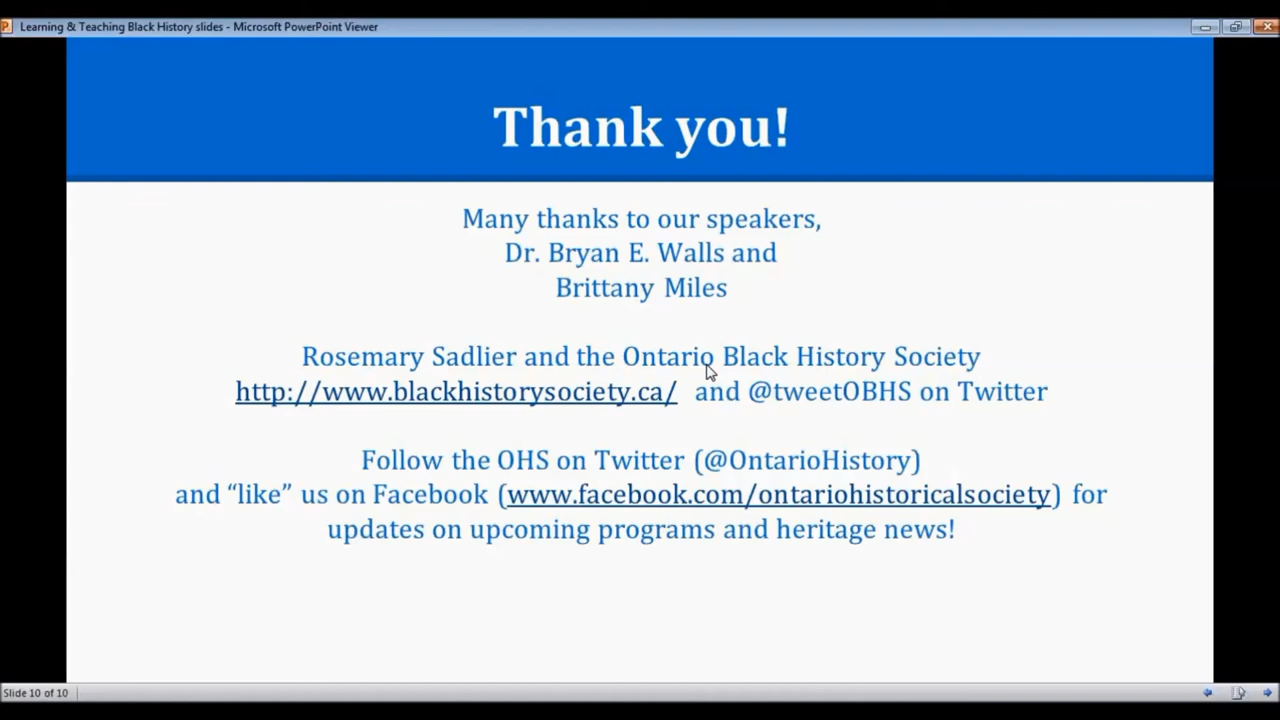 Learning & Teaching Black History slides - Microsoft PowerPoint Viewer
Thank you!
Many thanks to our speakers,
Dr. Bryan E. Walls and
Brittany Miles
Rosemary Sadlier and the Ontario Black History Society
http://www.blackhistorysociety.ca/ and @tweetOBHS on Twitter
Follow the OHS on Twitter (@OntarioHistory)
and “like” us on Facebook (www.facebook.com/ontariohistoricalsociety) for
updates on upcoming programs and heritage news!
Slide 10 of 10